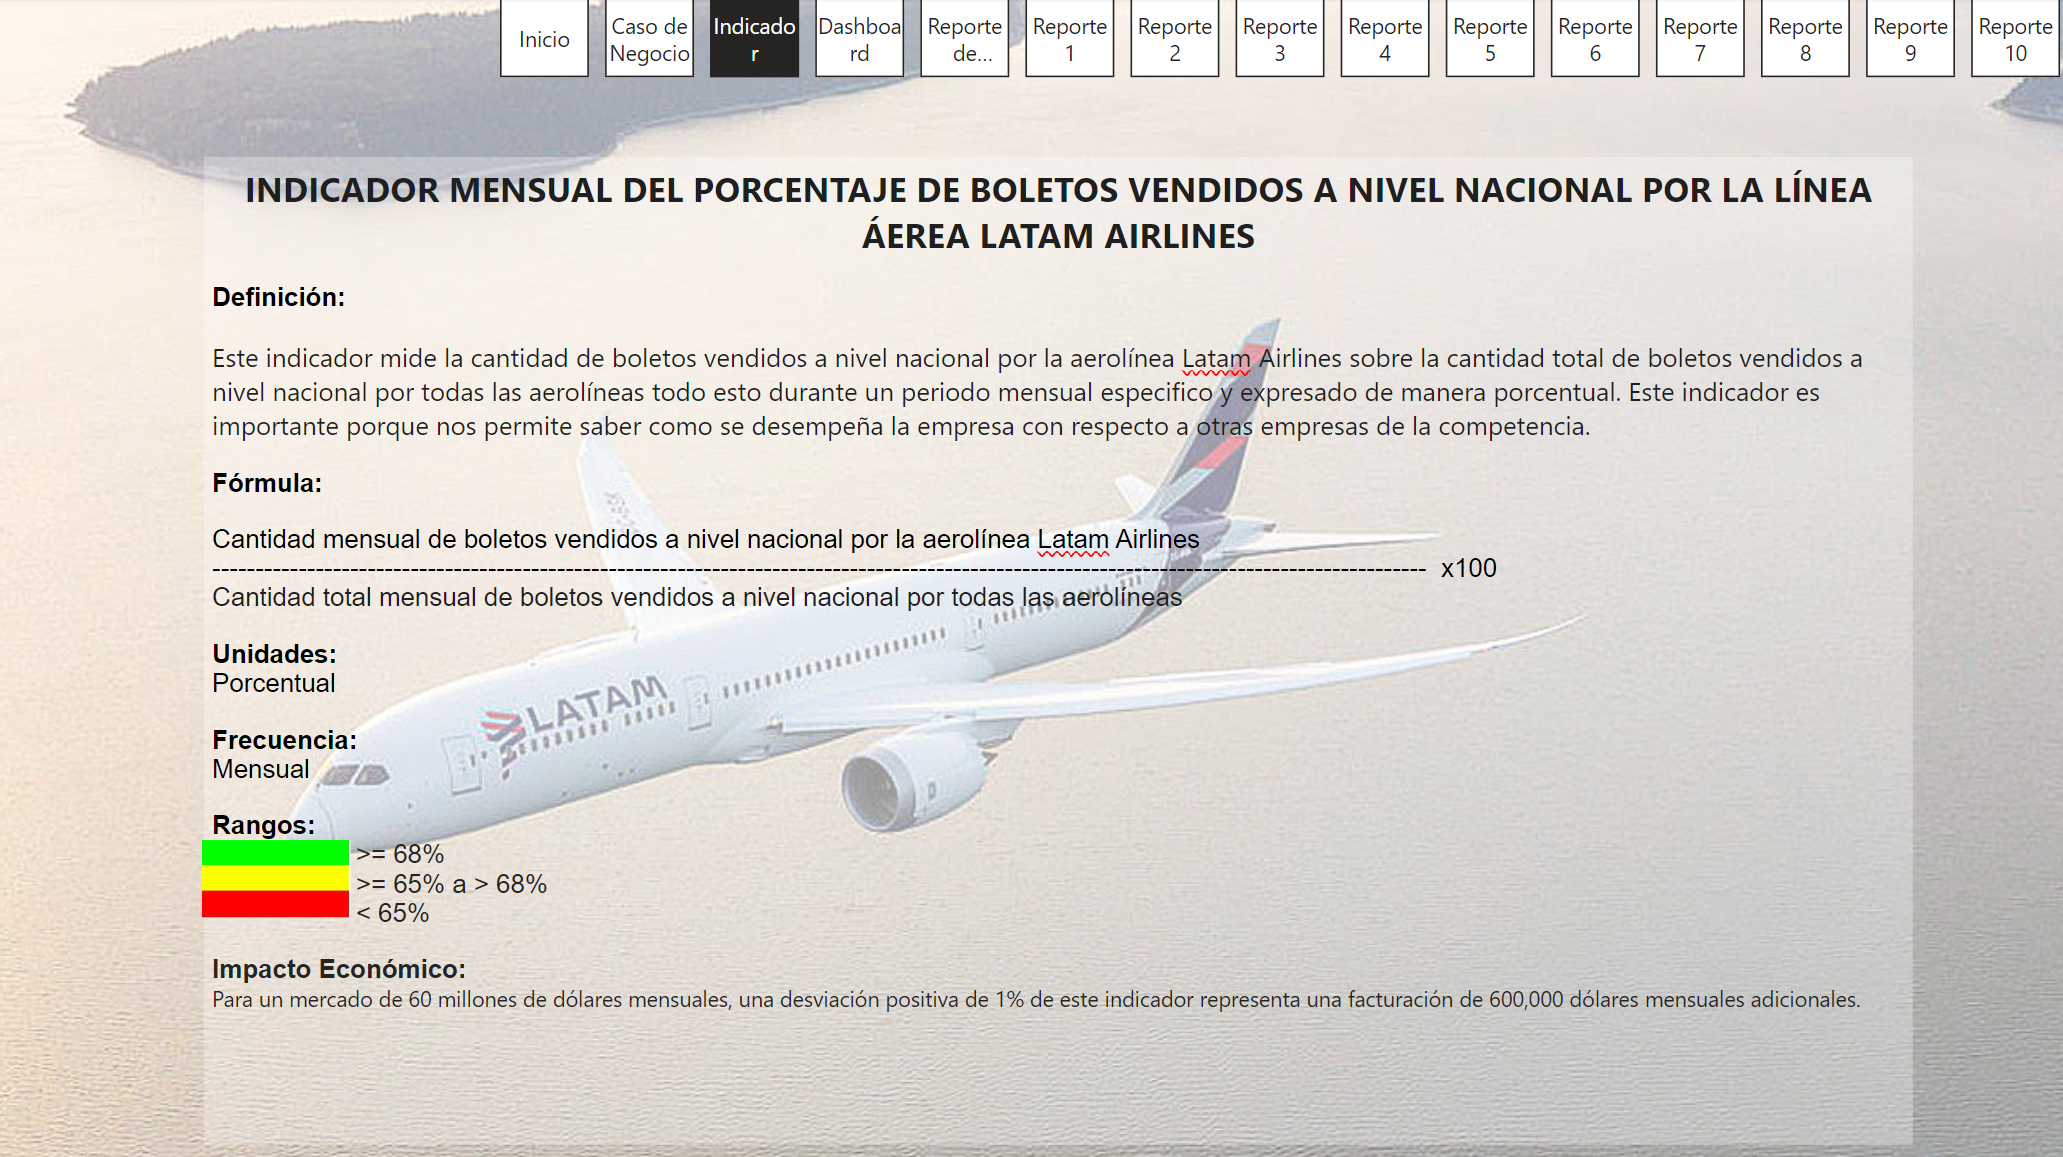 Inicio
Caso de
Negocio
Indicado
r
Dashboa
rd
Reporte
de...
Reporte
1
Reporte
2
Reporte
3
Reporte
4
Reporte
5
Reporte
6
Reporte
7
Reporte
8
Reporte
9
Reporte
10
INDICADOR MENSUAL DEL PORCENTAJE DE BOLETOS VENDIDOS A NIVEL NACIONAL POR LA LÍNEA
ÁEREA LATAM AIRLINES
Definición:
Este indicador mide la cantidad de boletos vendidos a nivel nacional por la aerolínea Latam Airlines sobre la cantidad total de boletos vendidos a
nivel nacional por todas las aerolíneas todo esto durante un periodo mensual especifico y expresado de manera porcentual. Este indicador es
importante porque nos permite saber como se desempeña la empresa con respecto a otras empresas de la competencia.
Fórmula:
Cantidad mensual de boletos vendidos a nivel nacional por la aerolínea Latam Airlines
------------------------------------------------------------------------------------------------------------------------------------------------ x100
Cantidad total mensual de boletos vendidos a nivel nacional por todas las aerolíneas
Unidades:
Porcentual
LATAM
Frecuencia:
Mensual
Rangos:
>= 68%
>= 65% a > 68%
< 65%
Impacto Económico:
Para un mercado de 60 millones de dólares mensuales, una desviación positiva de 1% de este indicador representa una facturación de 600,000 dólares mensuales adicionales.